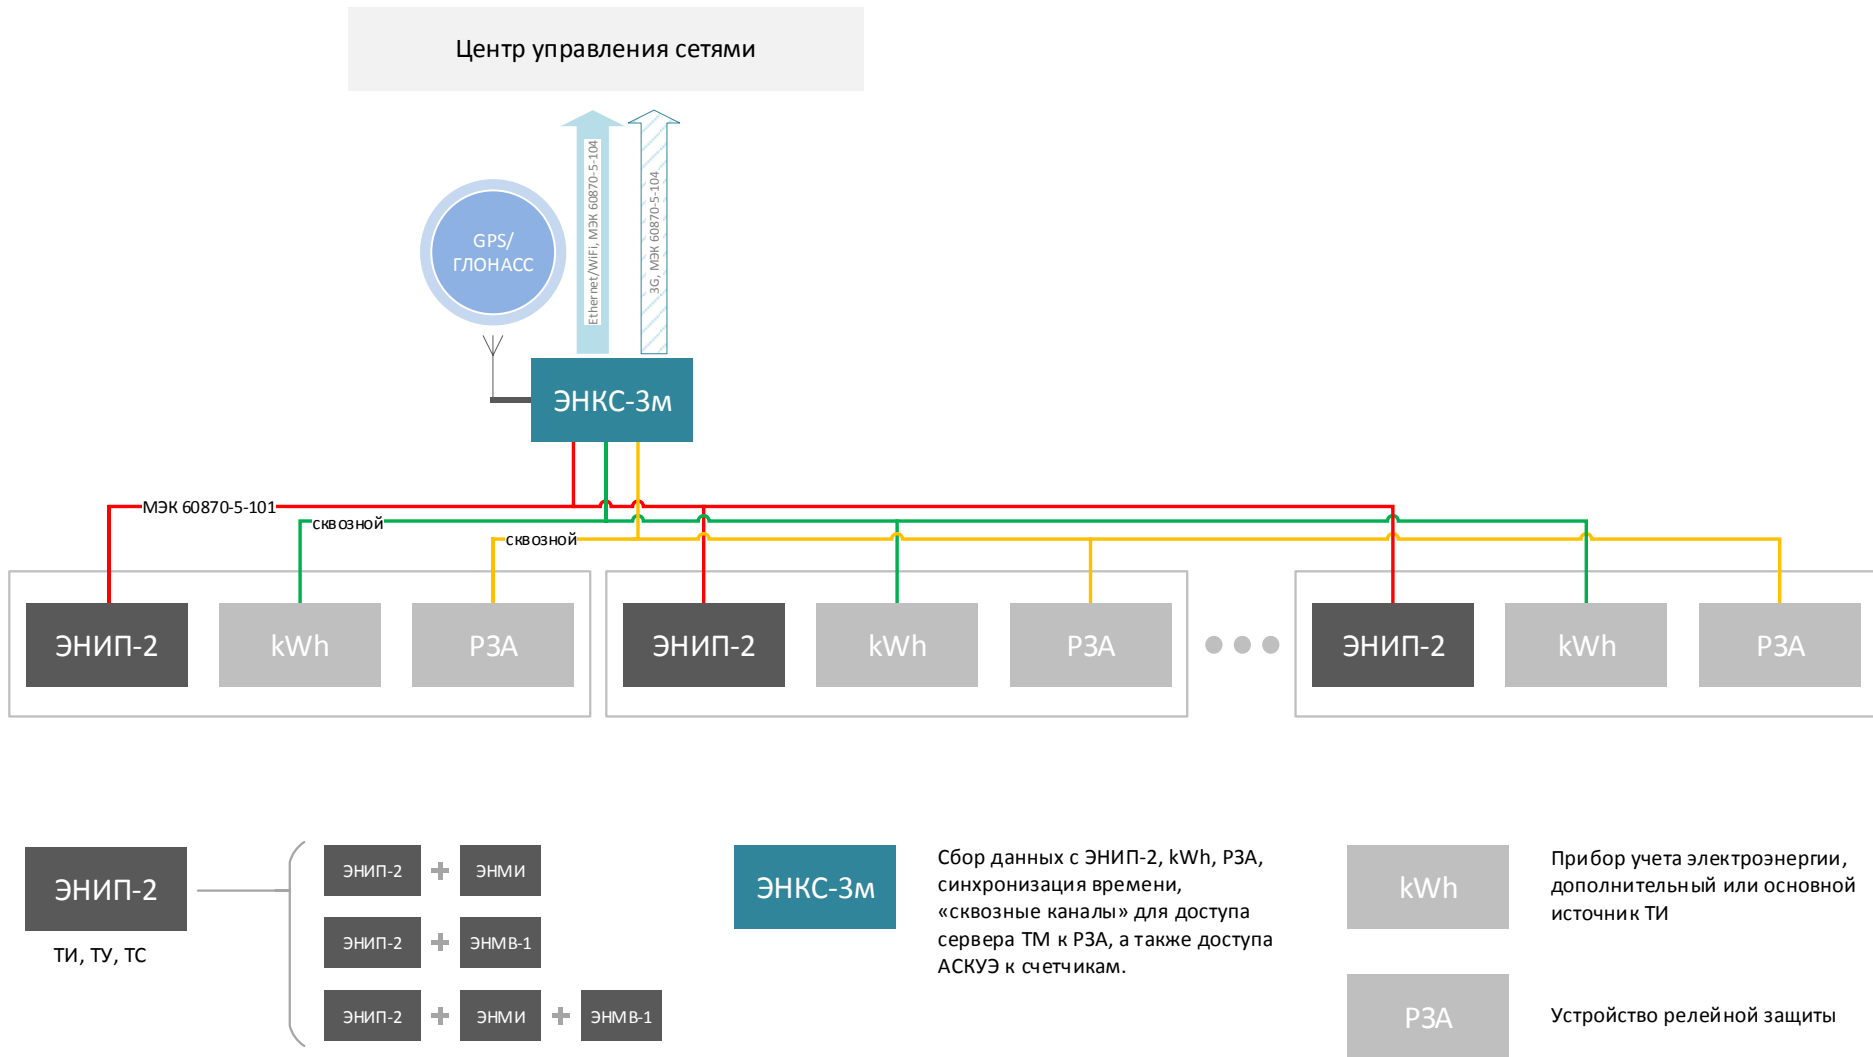 Центр управления сетями
Ethernet/WiFi, МЭК 60870-5-104
3G, МЭК 60870-5-104
GPS/
ГЛОНАСС
ЭНКС-3м
МЭК 60870-5-101
сквозной
сквозной
ЭНИП-2
kWh
РЗА
ЭНИП-2
kWh
РЗА
ЭНИП-2
kWh
РЗА
ЭНИП-2
ТИ, ТУ, ТС
ЭНИП-2 + ЭНМИ
ЭНИП-2 + ЭНМВ-1
ЭНИП-2 + ЭНМИ + ЭНМВ-1
ЭНКС-3м
Сбор данных с ЭНИП-2, kWh, РЗА,
синхронизация времени,
«сквозные каналы» для доступа
сервера ТМ к РЗА, а также доступа
АСКУЭ к счетчикам.
kWh
Прибор учета электроэнергии,
дополнительный или основной
источник ТИ
РЗА
Устройство релейной защиты